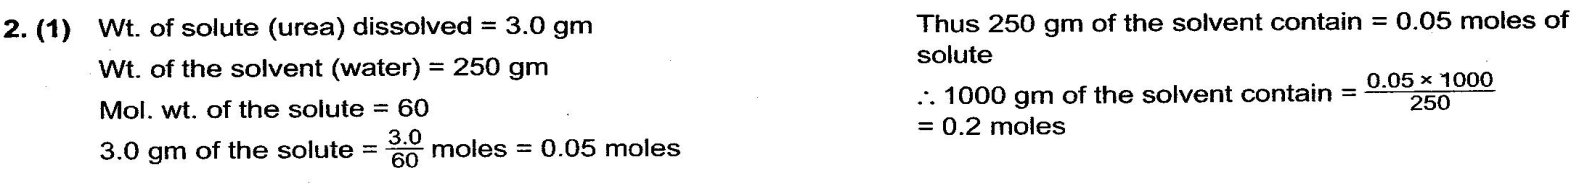 2. (1) Wt. of solute (urea) dissolved = 3.0 gm
Wt. of the solvent (water) = 250 gm
Mol. wt. of the solute = 60
3.0 gm of the solute = 3.0/60 moles = 0.05 moles
Thus 250 gm of the solvent contain = 0.05 moles of
solute
∴ 1000 gm of the solvent contain = 0.05 × 1000/250
= 0.2 moles